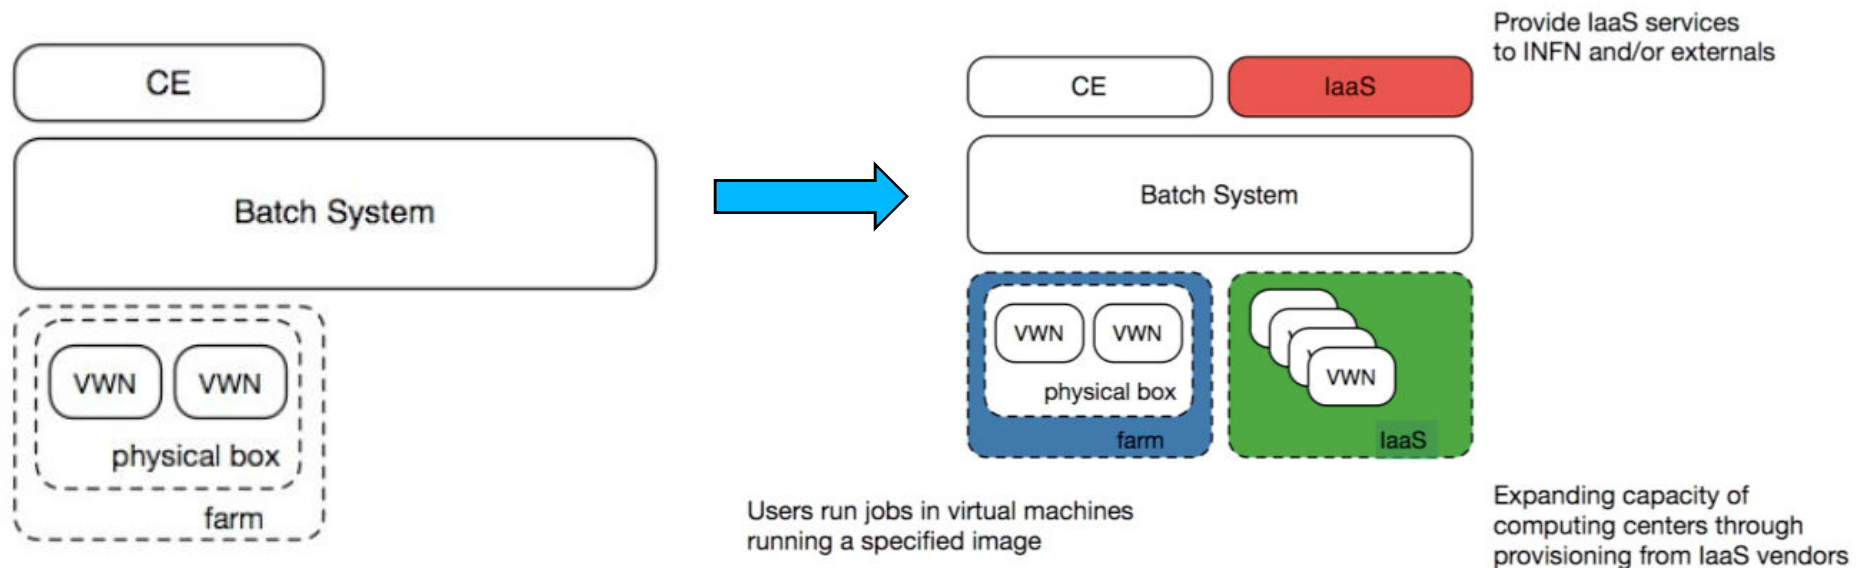 CE
Batch System
VWN VWN
physical box
farm
Provide IaaS services
to INFN and/or externals
CE
IaaS
Batch System
VWN VWN
physical box
farm
VWN
IaaS
Users run jobs in virtual machines
running a specified image
Expanding capacity of
computing centers through
provisioning from IaaS vendors